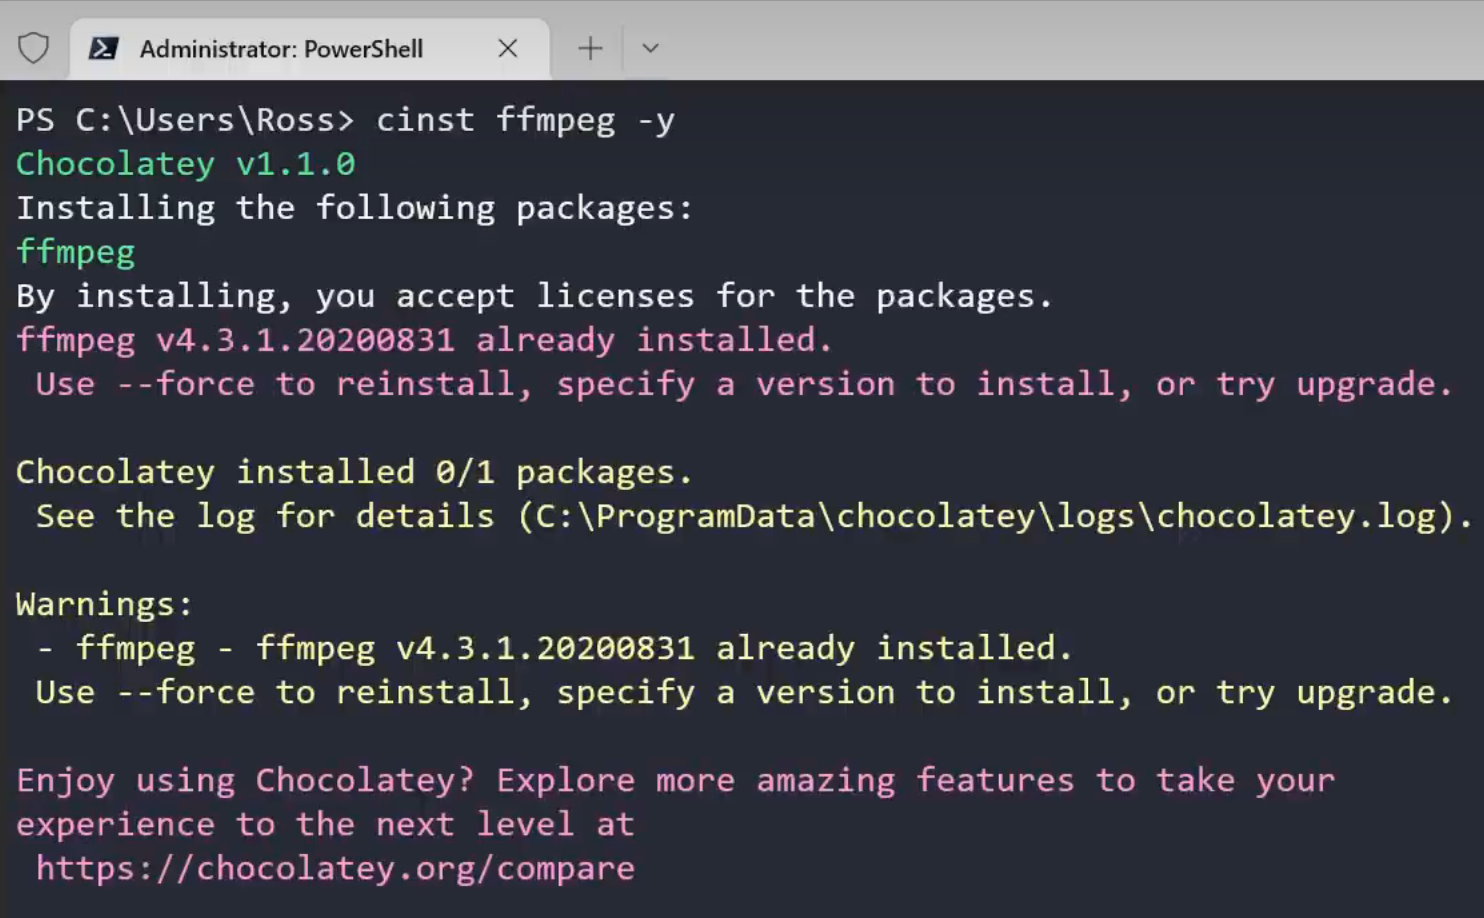 Administrator: PowerShell
PS C:\Users\Ross> cinst ffmpeg -y
Chocolatey v1.1.0
Installing the following packages:
ffmpeg
By installing, you accept licenses for the packages.
ffmpeg v4.3.1.20200831 already installed.
Use --force to reinstall, specify a version to install, or try upgrade.
Chocolatey installed 0/1 packages.
See the log for details (C:\ProgramData\chocolatey\logs\chocolatey.log).
Warnings:
- ffmpeg - ffmpeg v4.3.1.20200831 already installed.
Use --force to reinstall, specify a version to install, or try upgrade.
Enjoy using Chocolatey? Explore more amazing features to take your
experience to the next level at
https://chocolatey.org/compare